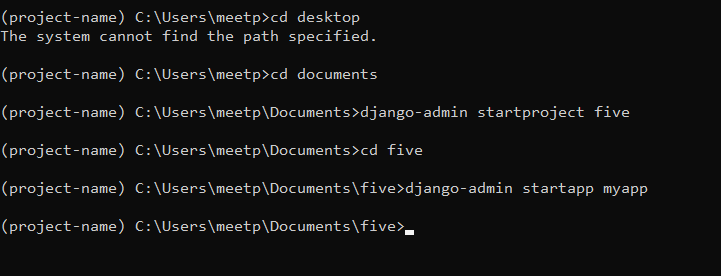 (project-name) C:\Users\meetp>cd desktop
The system cannot find the path specified.
(project-name) C:\Users\meetp>cd documents
(project-name) C:\Users\meetp\Documents>django-admin startproject five
(project-name) C:\Users\meetp\Documents>cd five
(project-name) C:\Users\meetp\Documents\five>django-admin startapp myapp
(project-name) C:\Users\meetp\Documents\five>